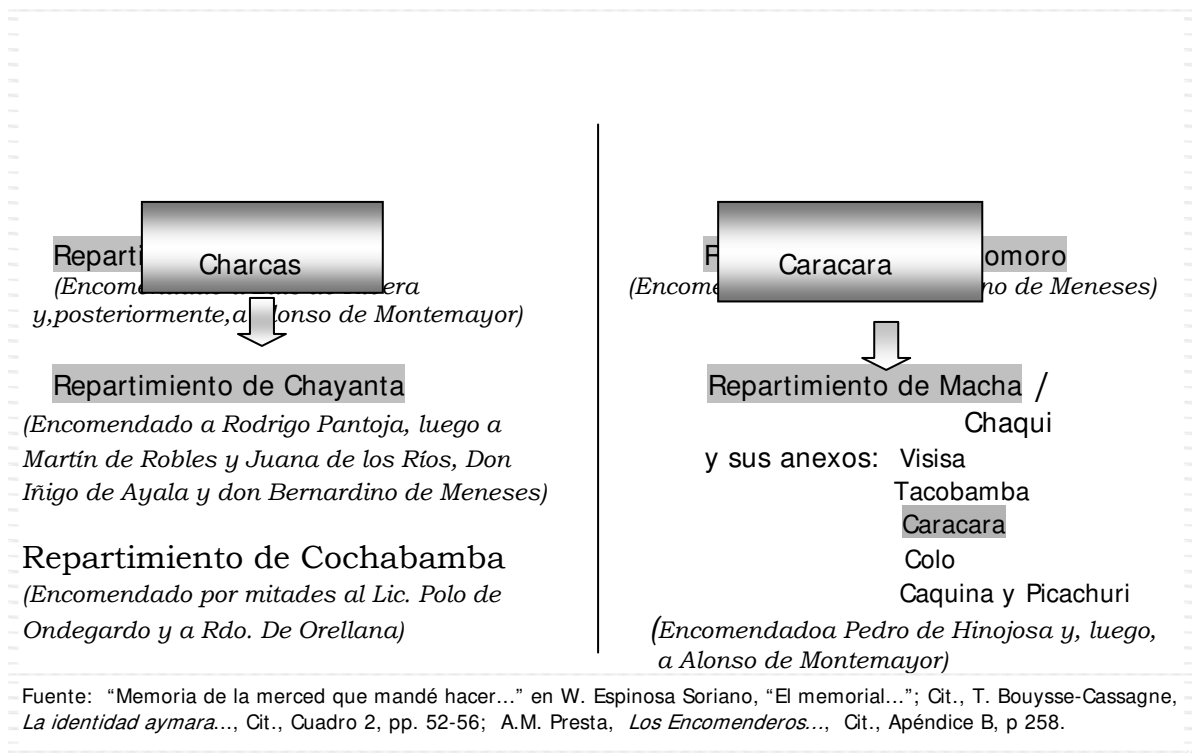 Charcas
Reparti
(Encome
y,posteriormente,a lonso de Montemayor)
Repartimiento de Chayanta
(Encomendado a Rodrigo Pantoja, luego a
Martín de Robles y Juana de los Ríos, Don
Iñigo de Ayala y don Bernardino de Meneses)
Repartimiento de Cochabamba
(Encomendado por mitades al Lic. Polo de
Ondegardo y a Rdo. De Orellana)
Caracara
omoro
(Encome no de Meneses)
Repartimiento de Macha /
Chaqui
y sus anexos: Visisa
Tacobamba
Caracara
Colo
Caquina y Picachuri
(Encomendadoa Pedro de Hinojosa y, luego,
a Alonso de Montemayor)
Fuente: “Memoria de la merced que mandé hacer...” en W. Espinosa Soriano, “El memorial...”; Cit., T. Bouysse-Cassagne,
La identidad aymara..., Cit., Cuadro 2, pp. 52-56; A.M. Presta, Los Encomenderos..., Cit., Apéndice B, p 258.